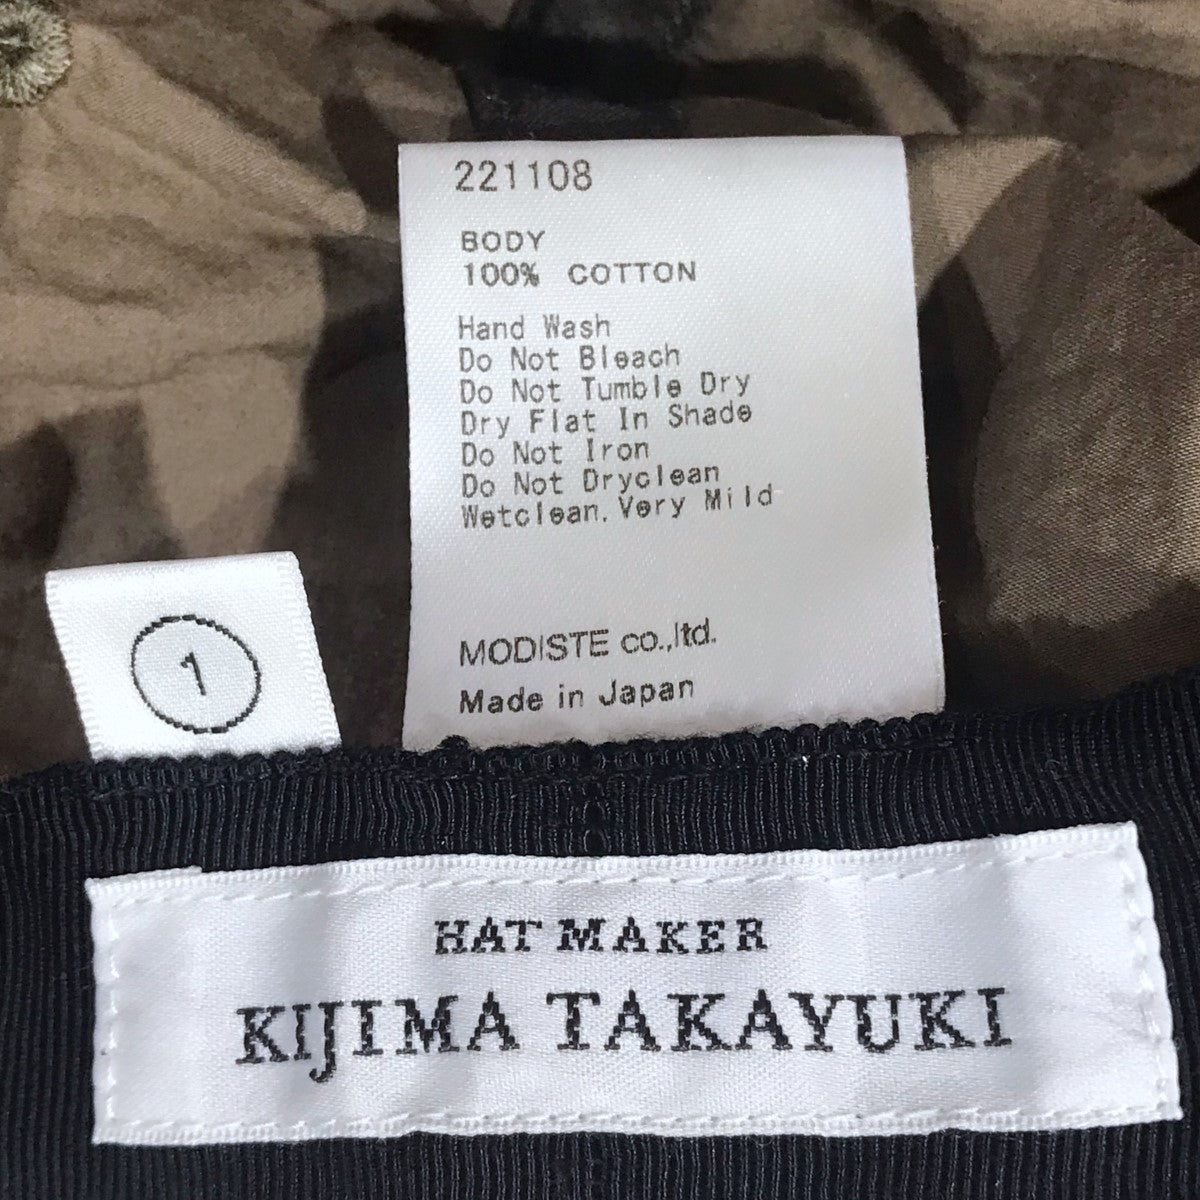 221108
BODY
100% COTTON
Hand Wash
Do Not Bleach
Do Not Tumble Dry
Dry Flat In Shade
Do Not Iron
Do Not Dryclean
Wetclean.Very Mild
MODISTE co.,ltd.
Made in Japan
1
HAT MAKER
KIJIMA TAKAYUKI